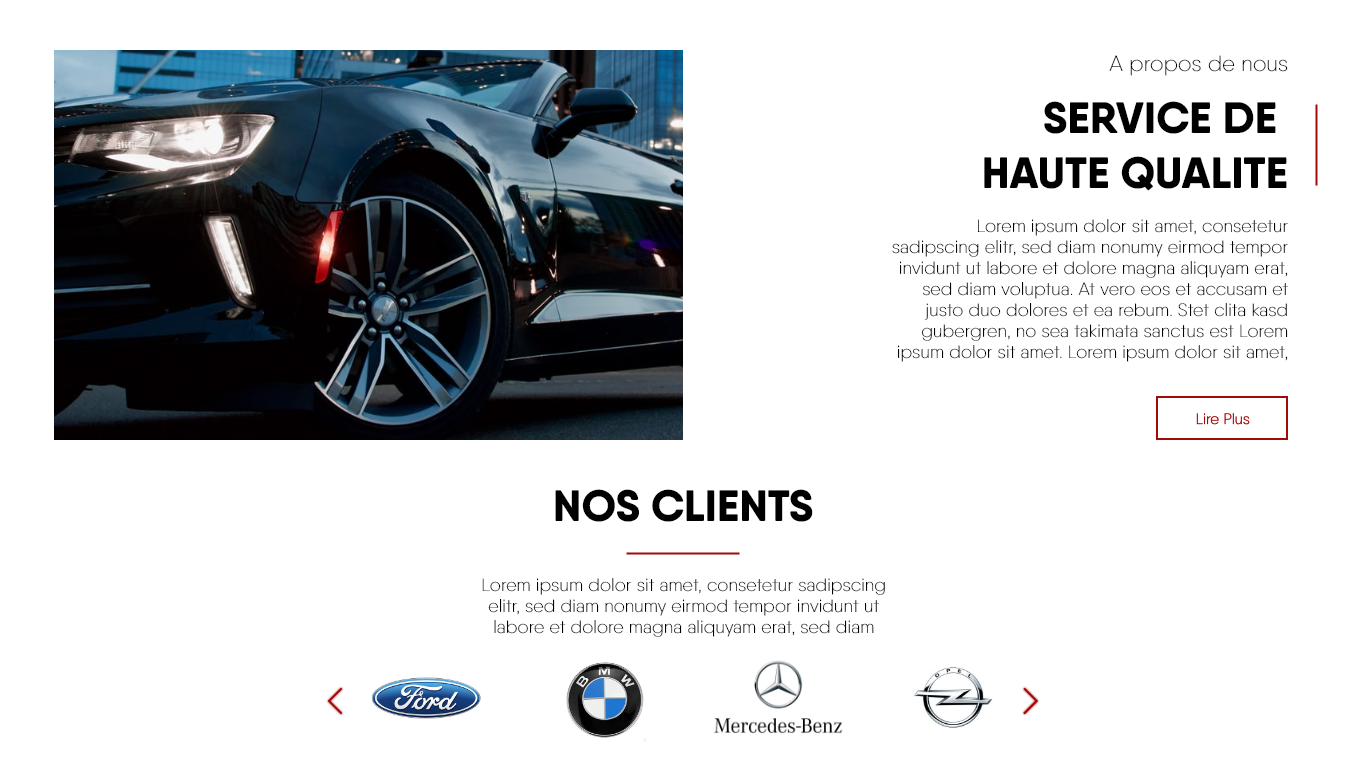 A propos de nous
SERVICE DE
HAUTE QUALITE
Lorem ipsum dolor sit amet, consetetur
sadipscing elitr, sed diam nonumy eirmod tempor
invidunt ut labore et dolore magna aliquyam erat,
sed diam voluptua. At vero eos et accusam et
justo duo dolores et ea rebum. Stet clita kasd
gubergren, no sea takimata sanctus est Lorem
ipsum dolor sit amet. Lorem ipsum dolor sit amet,
Lire Plus
NOS CLIENTS
Lorem ipsum dolor sit amet, consetetur sadipscing
elitr, sed diam nonumy eirmod tempor invidunt ut
labore et dolore magna aliquyam erat, sed diam
Ford
BMW
Mercedes-Benz
OPEL